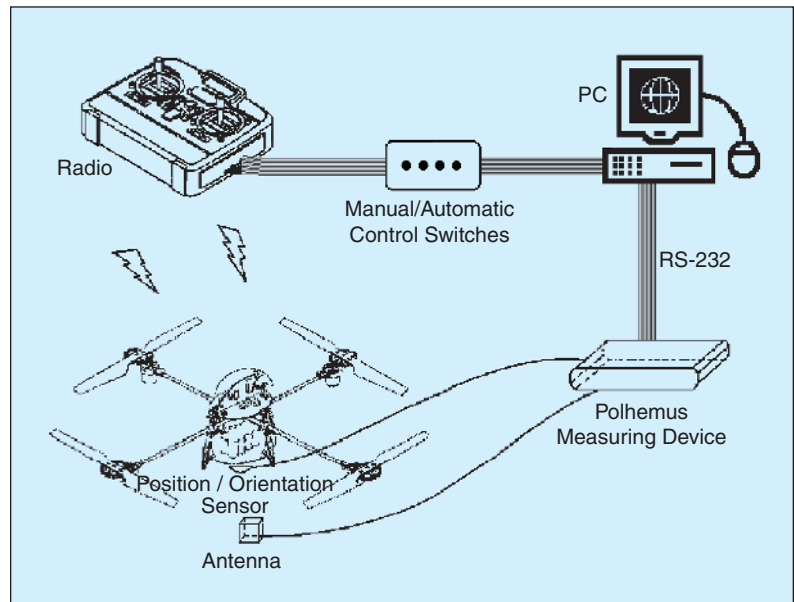 PC
Radio
Manual/Automatic
Control Switches
RS-232
Polhemus
Measuring Device
Position / Orientation
Sensor
Antenna